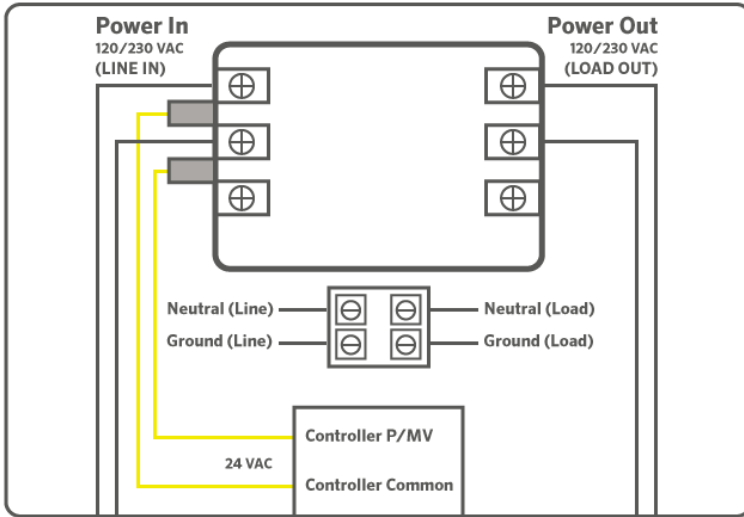 Power In
120/230 VAC
(LINE IN)
Power Out
120/230 VAC
(LOAD OUT)
Neutral (Line)
Neutral (Load)
Ground (Line)
Ground (Load)
Controller P/MV
24 VAC
Controller Common